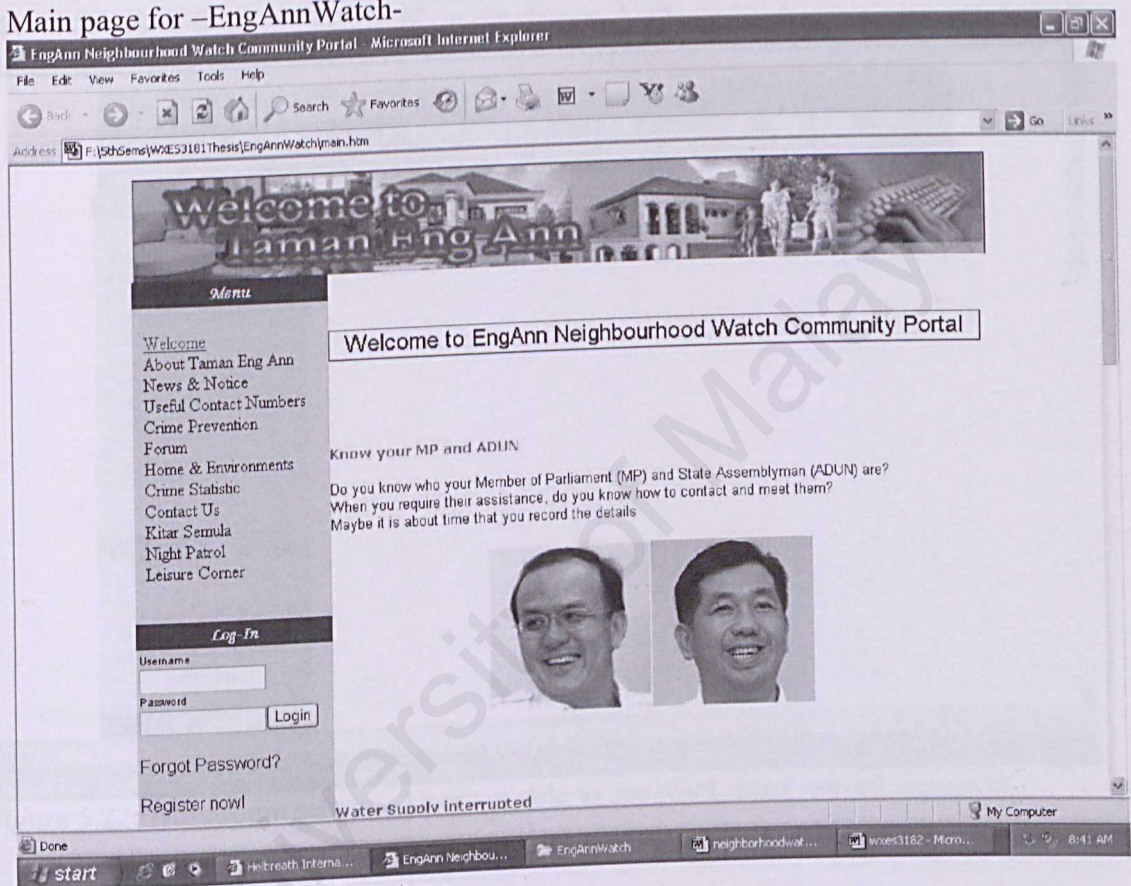 Main page for –EngAnnWatch-
EngAnn Neighbourhood Watch Community Portal - Microsoft Internet Explorer
File Edit View Favorites Tools Help
Back Search Favorites
Address F:\5thSems\WXES3181Thesis\EngAnnWatch\main.htm Go Links »
Welcome to
Taman Eng Ann
Menu
Welcome
About Taman Eng Ann
News & Notice
Useful Contact Numbers
Crime Prevention
Forum
Home & Environments
Crime Statistic
Contact Us
Kitar Semula
Night Patrol
Leisure Corner
Log-In
Username
Password
Login
Forgot Password?
Register now!
Welcome to EngAnn Neighbourhood Watch Community Portal
Know your MP and ADUN
Do you know who your Member of Parliament (MP) and State Assemblyman (ADUN) are?
When you require their assistance, do you know how to contact and meet them?
Maybe it is about time that you record the details
Water Supply interrupted
Done My Computer
start Helbreath Interna... EngAnn Neighbou... EngAnnWatch neighborhoodwat... wxes3182 - Micro... 8:41 AM